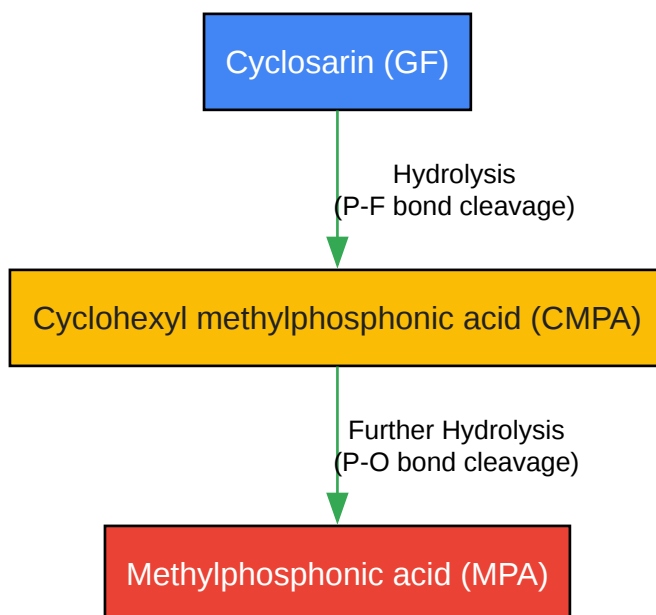 Cyclosarin (GF)
Hydrolysis
(P-F bond cleavage)
Cyclohexyl methylphosphonic acid (CMPA)
Further Hydrolysis
(P-O bond cleavage)
Methylphosphonic acid (MPA)